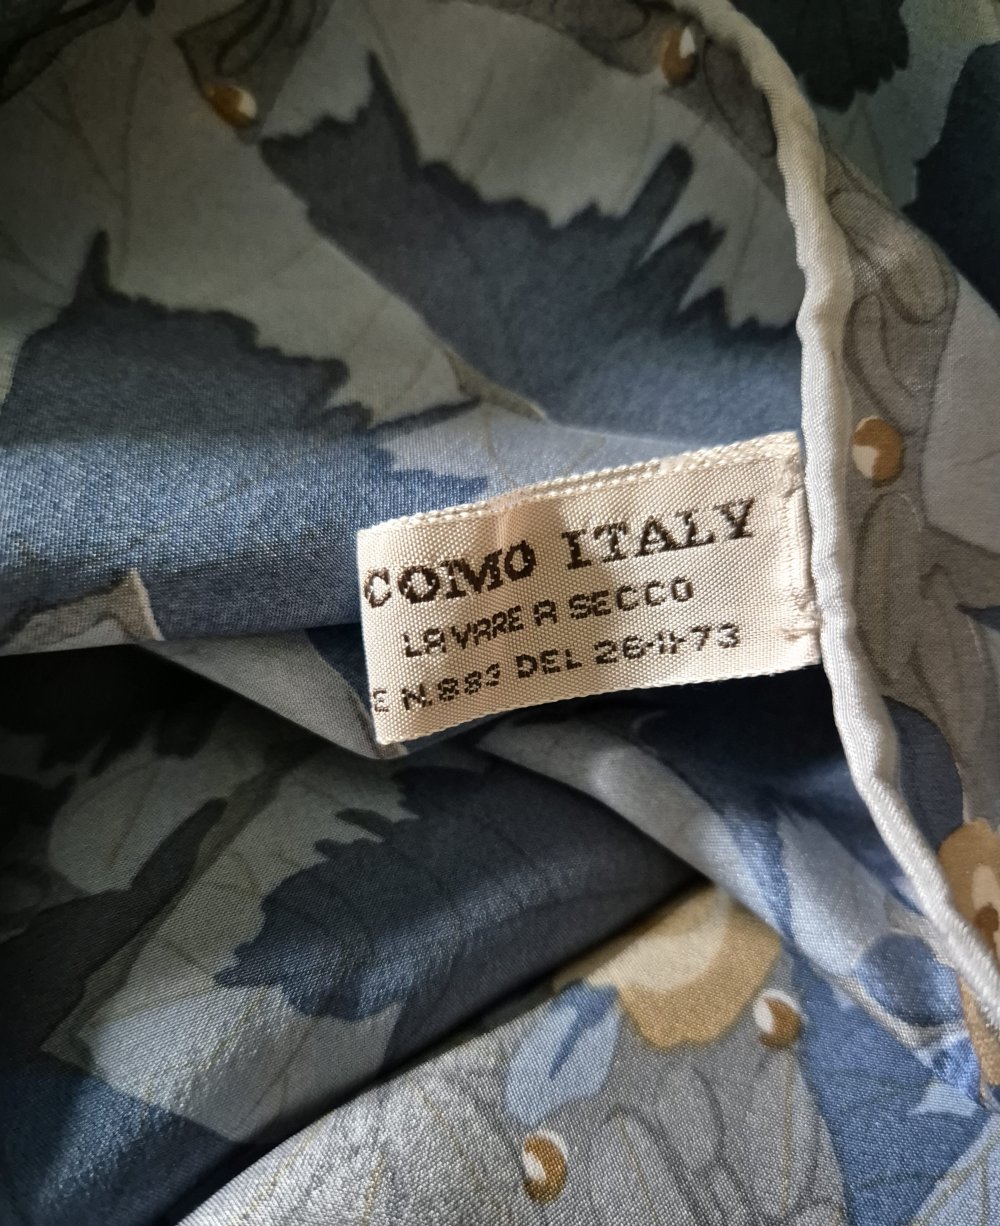 COMO ITALY
LAVARE A SECCO
E N. 883 DEL 26-11-73